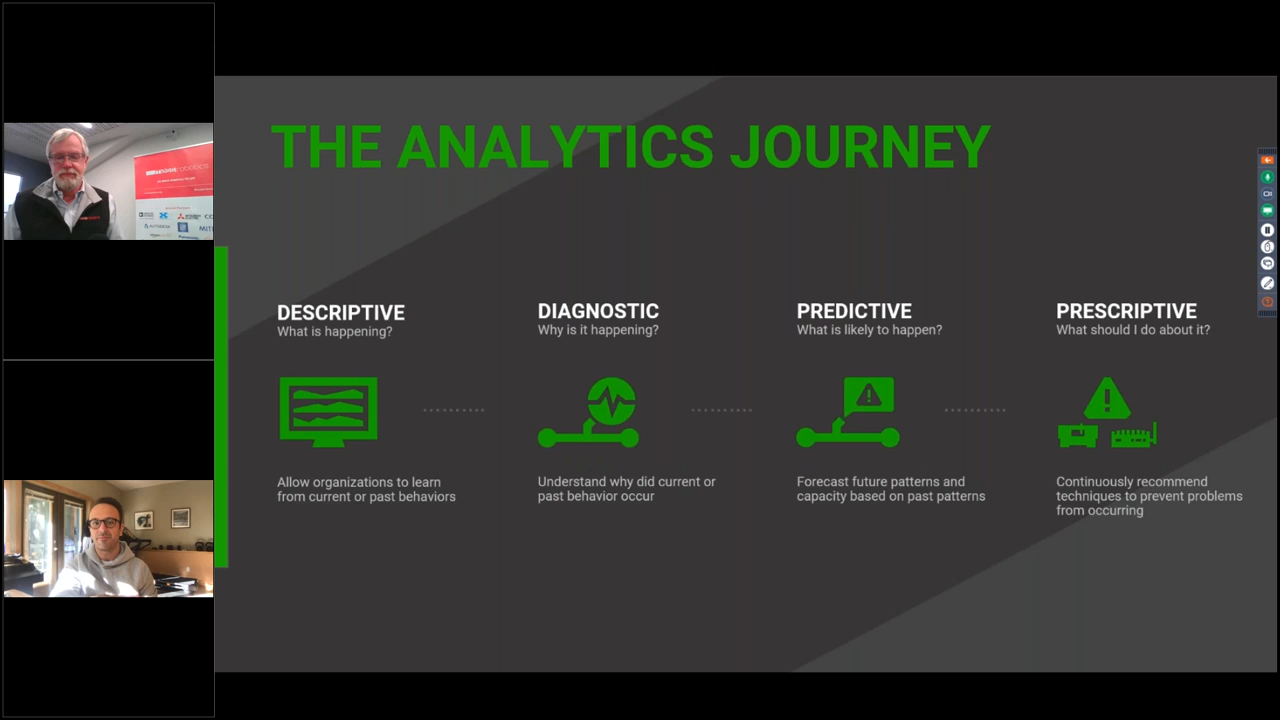 THE ANALYTICS JOURNEY
DESCRIPTIVE
What is happening?
Allow organizations to learn
from current or past behaviors
DIAGNOSTIC
Why is it happening?
Understand why did current or
past behavior occur
PREDICTIVE
What is likely to happen?
Forecast future patterns and
capacity based on past patterns
PRESCRIPTIVE
What should I do about it?
Continuously recommend
techniques to prevent problems
from occurring
robotics
AUTODESK